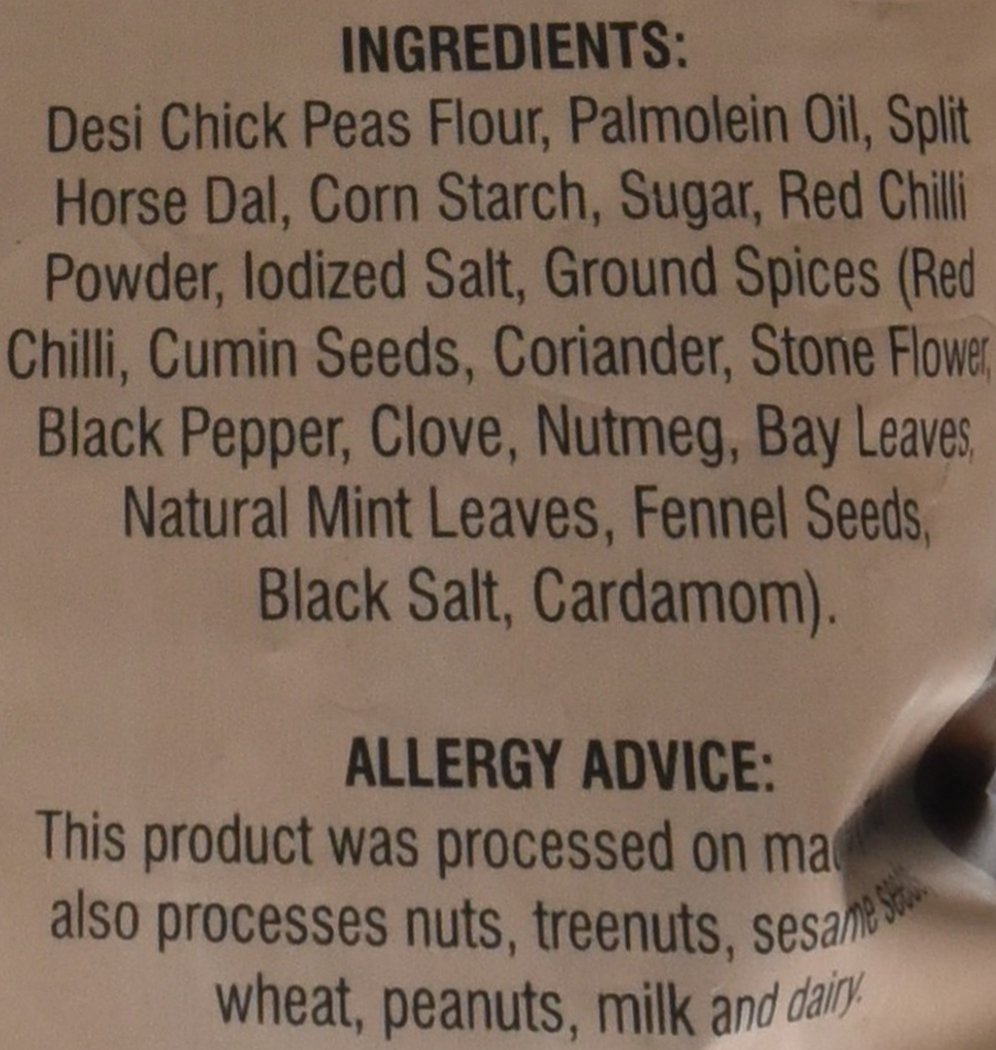 INGREDIENTS:
Desi Chick Peas Flour, Palmolein Oil, Split
Horse Dal, Corn Starch, Sugar, Red Chilli
Powder, Iodized Salt, Ground Spices (Red
Chilli, Cumin Seeds, Coriander, Stone Flower,
Black Pepper, Clove, Nutmeg, Bay Leaves,
Natural Mint Leaves, Fennel Seeds,
Black Salt, Cardamom).
ALLERGY ADVICE:
This product was processed on
also processes nuts, treenuts, sesame
wheat, peanuts, milk and dairy.